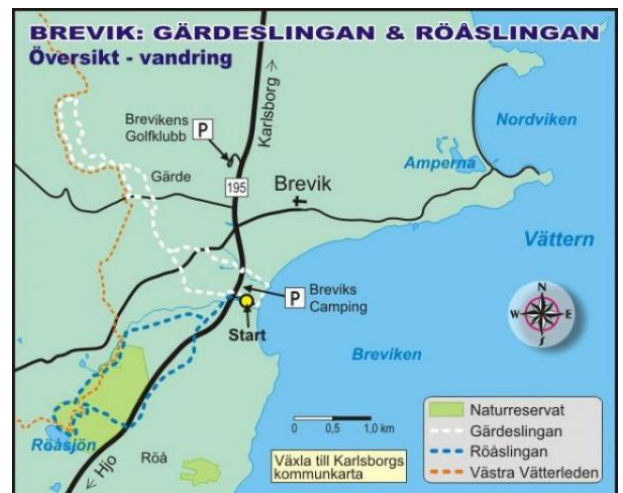 BREVIK: GÄRDESLINGAN & RÖÅSLINGAN
Översikt - vandring
Karlsborg
Nordviken
Brevikens
Golfklubb
P
Amperna
Gärde
195
Brevik
Vättern
P
Breviks
Camping
Start
N
W
E
S
Breviken
Röåsjön
Hjo
Röå
0 0,5 1,0 km
Växla till Karlsborgs
kommunkarta
Naturreservat
Gärdeslingan
Röåslingan
Västra Vätterleden